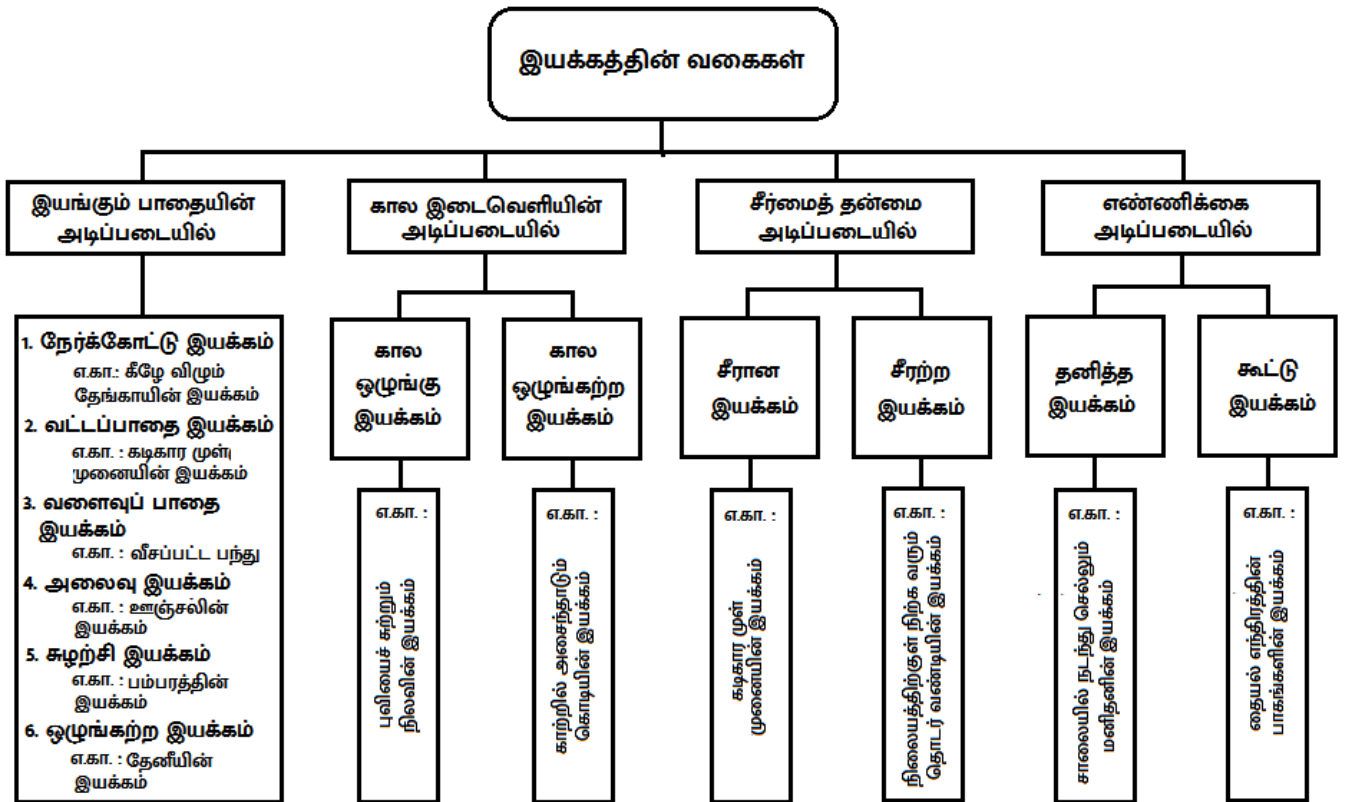 இயக்கத்தின் வகைகள்
இயங்கும் பாதையின்
அடிப்படையில்
கால இடைவெளியின்
அடிப்படையில்
சீர்மைத் தன்மை
அடிப்படையில்
எண்ணிக்கை
அடிப்படையில்
1. நேர்க்கோட்டு இயக்கம்
எ.கா.: கீழே விழும்
தேங்காயின் இயக்கம்
2. வட்டப்பாதை இயக்கம்
எ.கா. : கடிகார முள்
முனையின் இயக்கம்
3. வளைவுப் பாதை
இயக்கம்
எ.கா. : வீசப்பட்ட பந்து
4. அலைவு இயக்கம்
எ.கா. : ஊஞ்சலின்
இயக்கம்
5. சுழற்சி இயக்கம்
எ.கா. : பம்பரத்தின்
இயக்கம்
6. ஒழுங்கற்ற இயக்கம்
எ.கா. : தேனீயின்
இயக்கம்
கால
ஒழுங்கு
இயக்கம்
கால
ஒழுங்கற்ற
இயக்கம்
சீரான
இயக்கம்
சீரற்ற
இயக்கம்
தனித்த
இயக்கம்
கூட்டு
இயக்கம்
எ.கா. :
புவியைச் சுற்றும்
நிலவின் இயக்கம்
எ.கா. :
காற்றில் அசைந்தாடும்
கொடியின் இயக்கம்
எ.கா. :
கடிகார முள்
முனையின் இயக்கம்
எ.கா. :
நிலையத்திற்குள் நிற்க வரும்
தொடர் வண்டியின் இயக்கம்
எ.கா. :
சாலையில் நடந்து செல்லும்
மனிதனின் இயக்கம்
எ.கா. :
தையல் எந்திரத்தின்
பாகங்களின் இயக்கம்